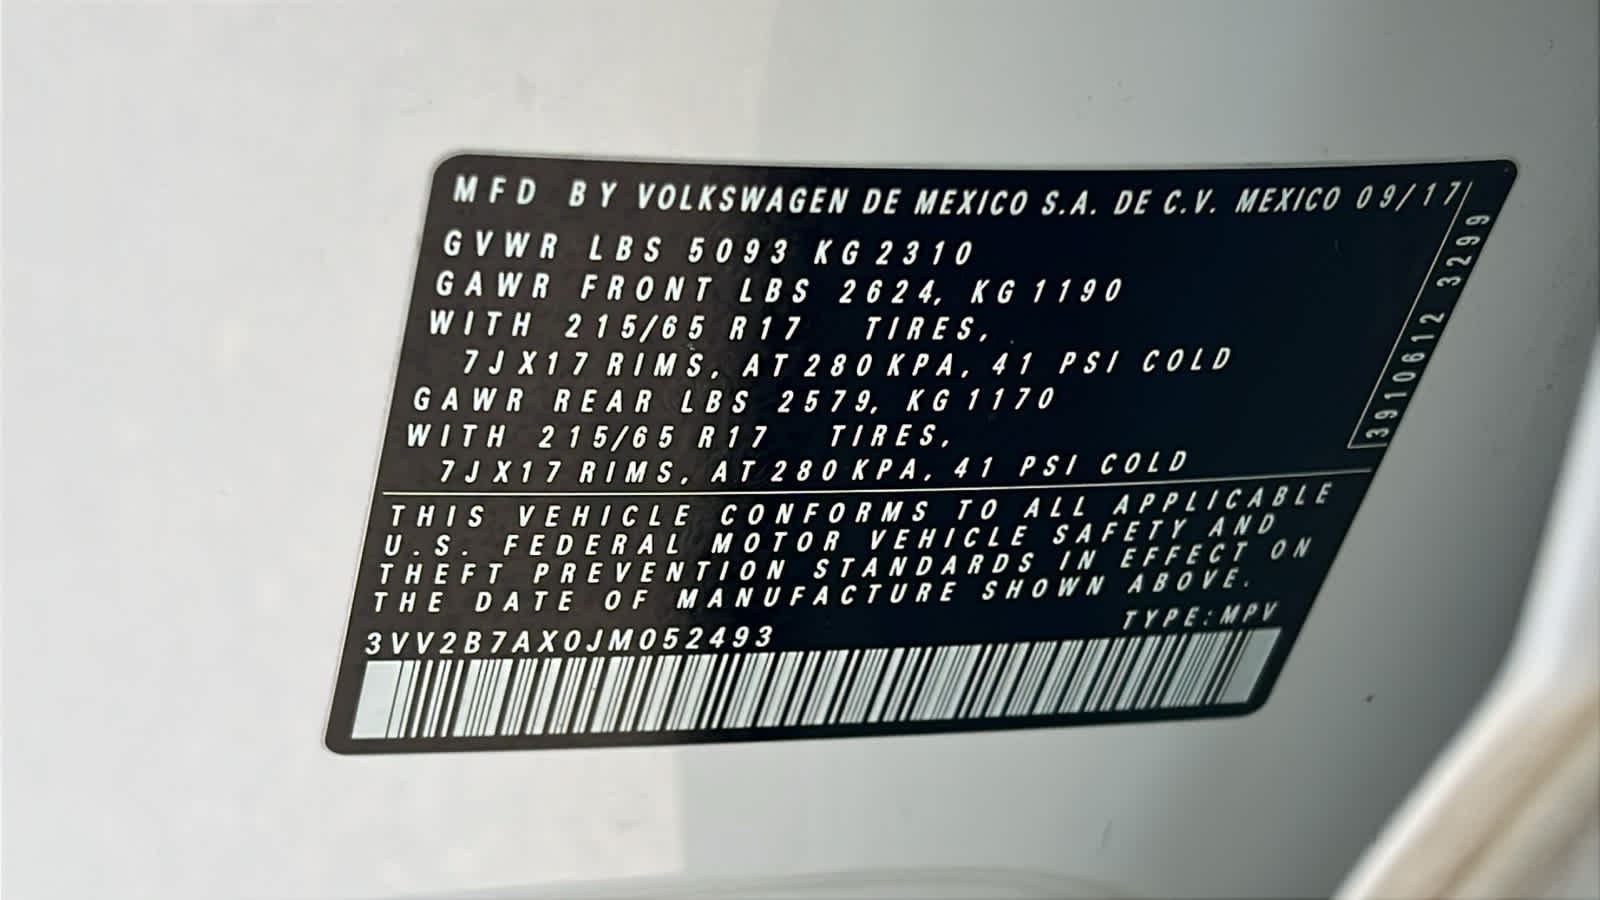 MFD BY VOLKSWAGEN DE MEXICO S.A. DE C.V. MEXICO 09/17
GVWR LBS 5093 KG 2310
GAWR FRONT LBS 2624, KG 1190
WITH 215/65 R17 TIRES,
7JX17 RIMS, AT 280 KPA, 41 PSI COLD
GAWR REAR LBS 2579, KG 1170
WITH 215/65 R17 TIRES,
7JX17 RIMS, AT 280 KPA, 41 PSI COLD
3910612 3299
THIS VEHICLE CONFORMS TO ALL APPLICABLE
U.S. FEDERAL MOTOR VEHICLE SAFETY AND
THEFT PREVENTION STANDARDS IN EFFECT ON
THE DATE OF MANUFACTURE SHOWN ABOVE.
TYPE: MPV
3VV2B7AX0JM052493